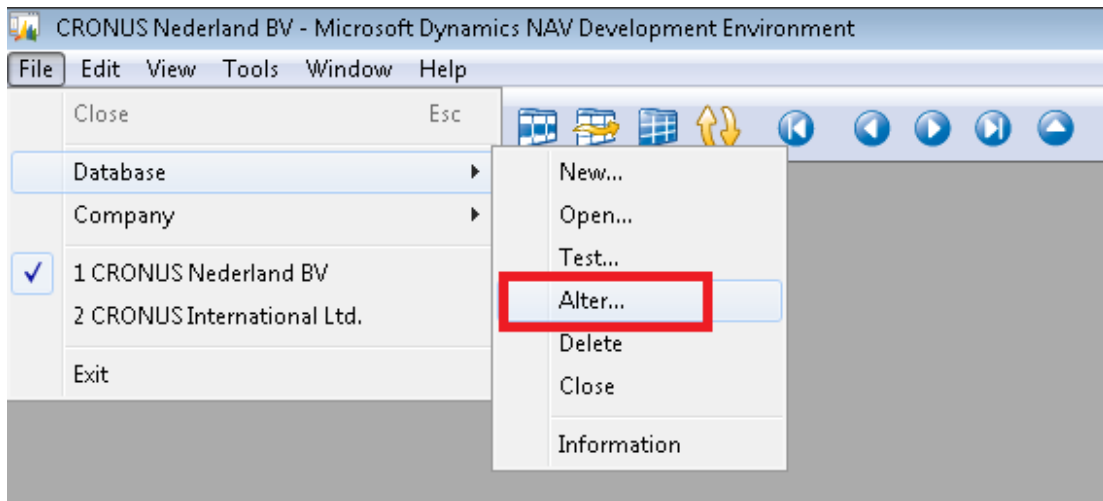 CRONUS Nederland BV - Microsoft Dynamics NAV Development Environment
File Edit View Tools Window Help
Close Esc
Database
Company
1 CRONUS Nederland BV
2 CRONUS International Ltd.
Exit
New...
Open...
Test...
Alter...
Delete
Close
Information